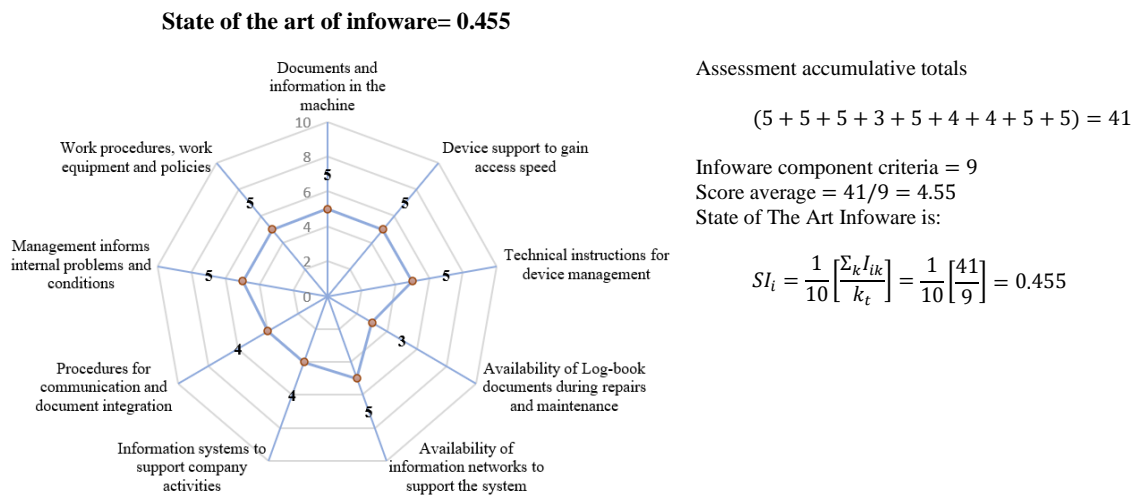 State of the art of infoware= 0.455
Documents and
information in the
machine
10
8
6
4
2
0
5
Device support to gain
access speed
5
Technical instructions for
device management
5
Availability of Log-book
documents during repairs
and maintenance
3
Availability of
information networks to
support the system
5
Information systems to
support company
activities
4
Procedures for
communication and
document integration
4
Management informs
internal problems and
conditions
5
Work procedures, work
equipment and policies
5
Assessment accumulative totals
(5 + 5 + 5 + 3 + 5 + 4 + 4 + 5 + 5) = 41
Infoware component criteria = 9
Score average = 41/9 = 4.55
State of The Art Infoware is:
SIᵢ = 1/10 [Σₖ Iᵢₖ / kₜ] = 1/10 [41/9] = 0.455